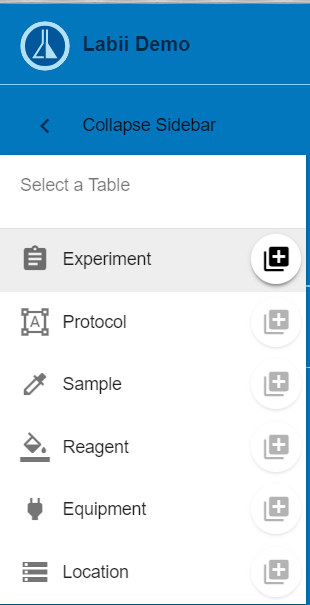 Labii Demo
Collapse Sidebar
Select a Table
Experiment
A Protocol
Sample
Reagent
Equipment
Location